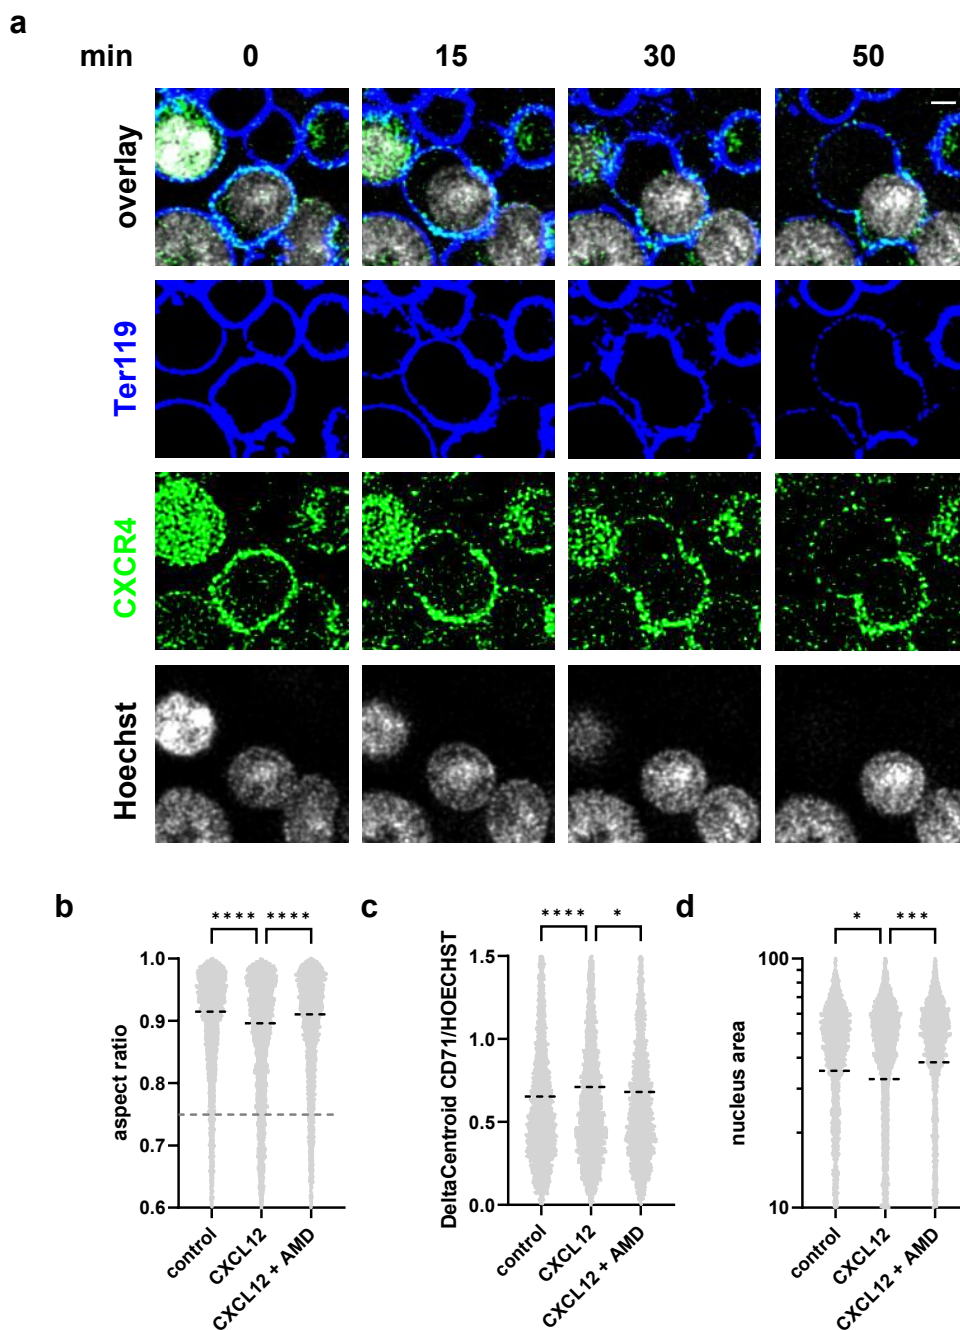 a
min 0 15 30 50
overlay
Ter119
CXCR4
Hoechst
b
**** ****
aspect ratio
1.0
0.9
0.8
0.7
0.6
control
CXCL12
CXCL12 + AMD
c
**** *
DeltaCentroid CD71/HOECHST
1.5
1.0
0.5
0.0
control
CXCL12
CXCL12 + AMD
d
* ***
nucleus area
100
10
control
CXCL12
CXCL12 + AMD